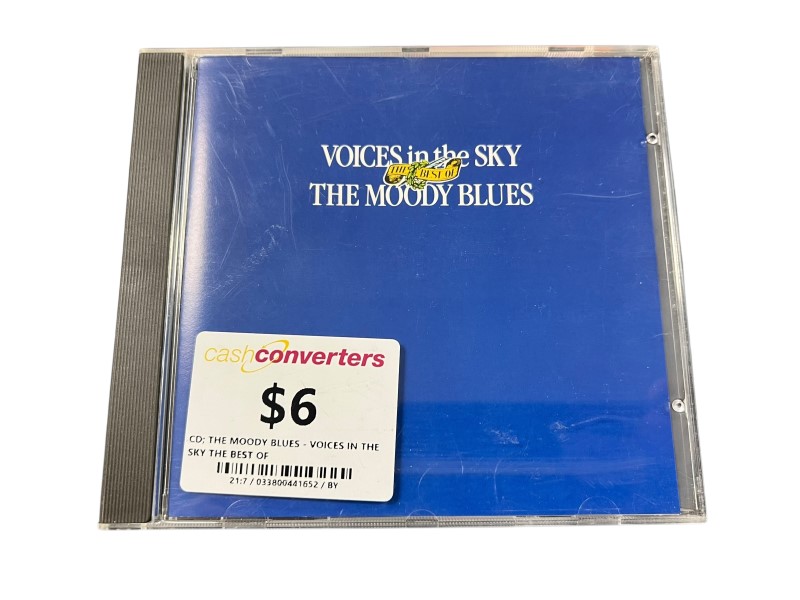 VOICES in the SKY
THE BEST OF
THE MOODY BLUES
cashconverters
$6
CD; THE MOODY BLUES - VOICES IN THE
SKY THE BEST OF
21:7 / 033800441652 / BY